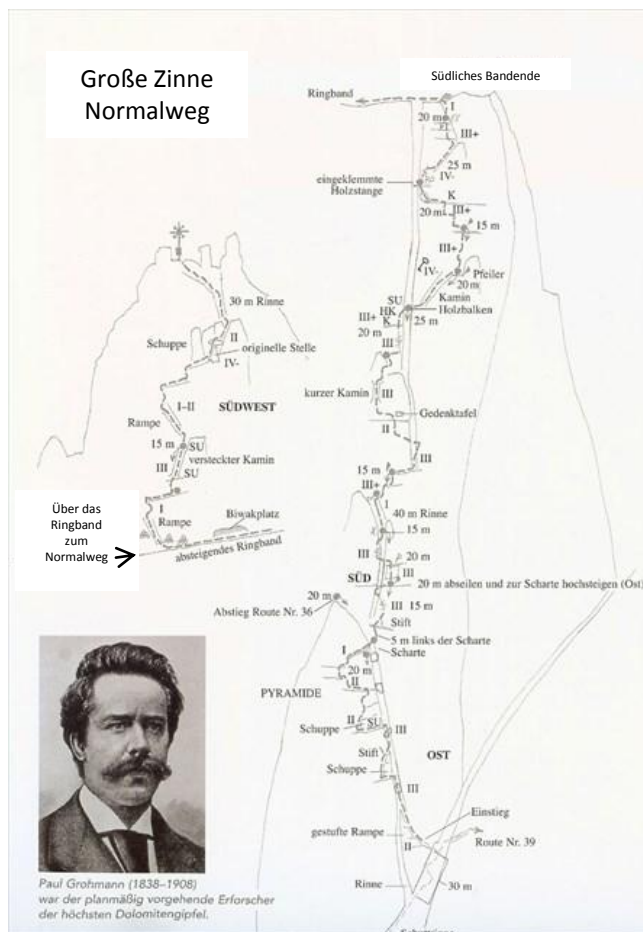 Große Zinne
Normalweg
Südliches Bandende
Ringband
I
20 m
III+
25 m
IV-
eingeklemmte
Holzstange
K
20 m
III+
15 m
III+
IV-
Pfeiler
20 m
Kamin
Holzbalken
SU
HK
III+
K
25 m
20 m
III
kurzer Kamin
III
Gedenktafel
II
III
15 m
III+
I
40 m Rinne
15 m
III
20 m
SÜD
III
20 m abseilen und zur Scharte hochsteigen (Ost)
III 15 m
Stift
5 m links der Scharte
Scharte
20 m
Abstieg Route Nr. 36
I
20 m
PYRAMIDE
II
II
SU
Schuppe
III
Stift
OST
Schuppe
III
Einstieg
gestufte Rampe
II
Route Nr. 39
Rinne
30 m
30 m Rinne
II
Schuppe
originelle Stelle
IV-
SÜDWEST
I–II
Rampe
15 m
SU
versteckter Kamin
III
SU
I
Rampe
Biwakplatz
absteigendes Ringband
Über das
Ringband
zum
Normalweg
Paul Grohmann (1838–1908)
war der planmäßig vorgehende Erforscher
der höchsten Dolomitengipfel.